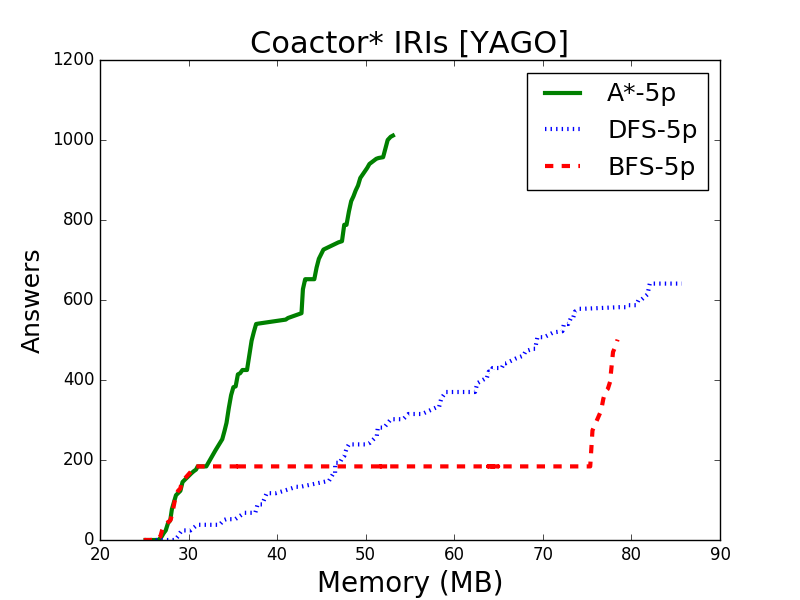 Coactor* IRIs [YAGO]
1200
1000
800
600
400
200
0
Answers
A*-5p
DFS-5p
BFS-5p
20 30 40 50 60 70 80 90
Memory (MB)